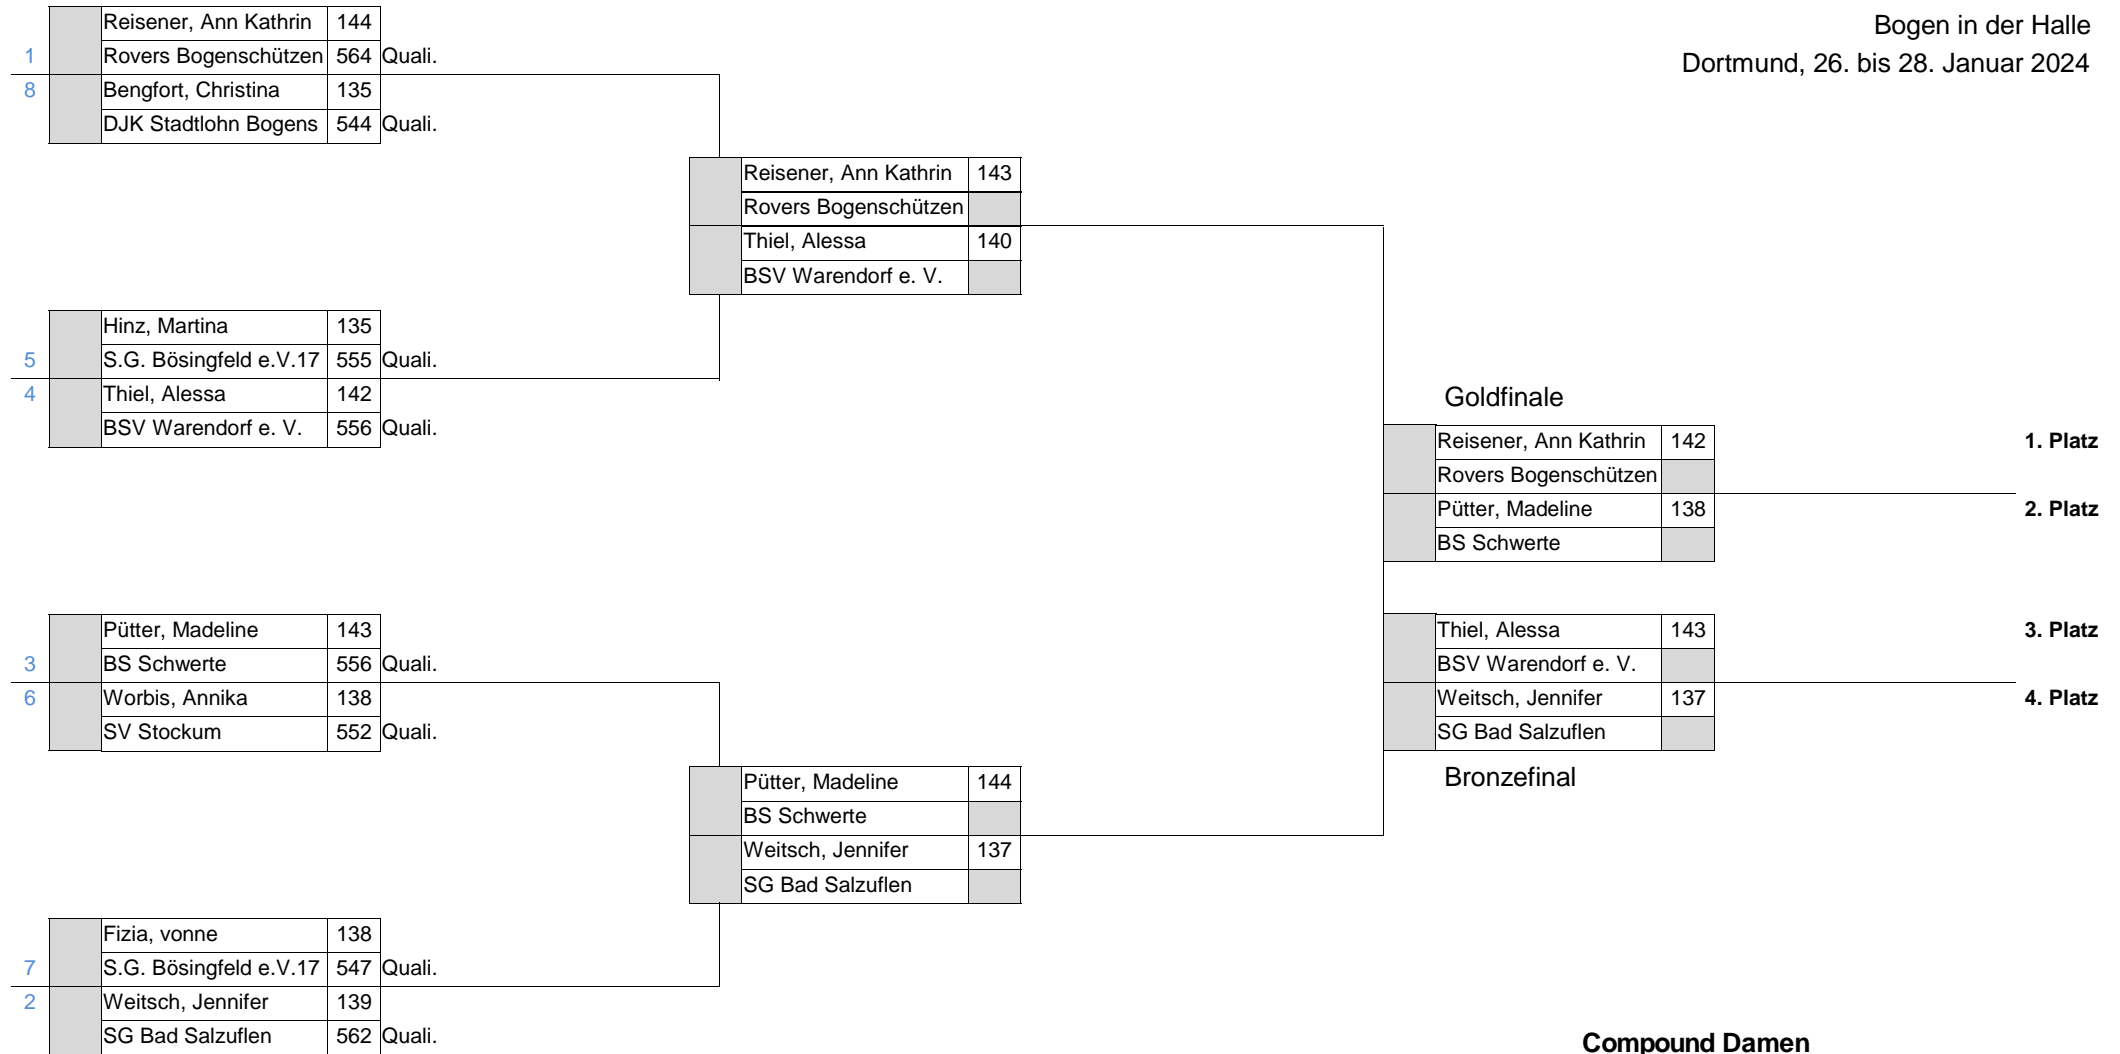 Bogen in der Halle
Dortmund, 26. bis 28. Januar 2024
Reisener, Ann Kathrin 144
1 Rovers Bogenschützen 564 Quali.
8 Bengfort, Christina 135
DJK Stadtlohn Bogens 544 Quali.
Reisener, Ann Kathrin 143
Rovers Bogenschützen
Thiel, Alessa 140
BSV Warendorf e. V.
Hinz, Martina 135
5 S.G. Bösingfeld e.V.17 555 Quali.
4 Thiel, Alessa 142
BSV Warendorf e. V. 556 Quali.
Goldfinale
Reisener, Ann Kathrin 142 1. Platz
Rovers Bogenschützen
Pütter, Madeline 138 2. Platz
BS Schwerte
Pütter, Madeline 143
3 BS Schwerte 556 Quali.
6 Worbis, Annika 138
SV Stockum 552 Quali.
Thiel, Alessa 143 3. Platz
BSV Warendorf e. V.
Weitsch, Jennifer 137 4. Platz
SG Bad Salzuflen
Bronzefinal
Pütter, Madeline 144
BS Schwerte
Weitsch, Jennifer 137
SG Bad Salzuflen
Fizia, vonne 138
7 S.G. Bösingfeld e.V.17 547 Quali.
2 Weitsch, Jennifer 139
SG Bad Salzuflen 562 Quali.
Compound Damen